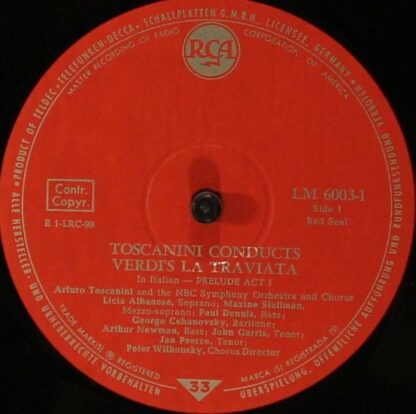 • PRODUCT OF TELDEC • TELEFUNKEN-DECCA • SCHALLPLATTEN G.M.B.H., LICENSEE, GERMANY
MASTER RECORDING OF RADIO CORPORATION OF AMERICA
RCA
Contr.
Copyr.
E 1-LRC-99
LM 6003-1
Side 1
Red Seal
TOSCANINI CONDUCTS
VERDI'S LA TRAVIATA
In Italian — PRELUDE ACT I
Arturo Toscanini and the NBC Symphony Orchestra and Chorus
Licia Albanese, Soprano; Maxine Stellman,
Mezzo-soprano; Paul Dennis, Bass;
George Cehanovsky, Baritone;
Arthur Newman, Bass; John Garris, Tenor;
Jan Peerce, Tenor;
Peter Wilhousky, Chorus Director
TRADE MARK(S) ® REGISTERED
MARCA(S) ® REGISTRADA(S)
33
ALLE HERSTELLER- UND URHEBERRECHTE VORBEHALTEN
ÜBERSPIELUNG, ÖFFENTLICHE AUFFÜHRUNG UND RUNDFUNKSENDUNG VERBOTEN